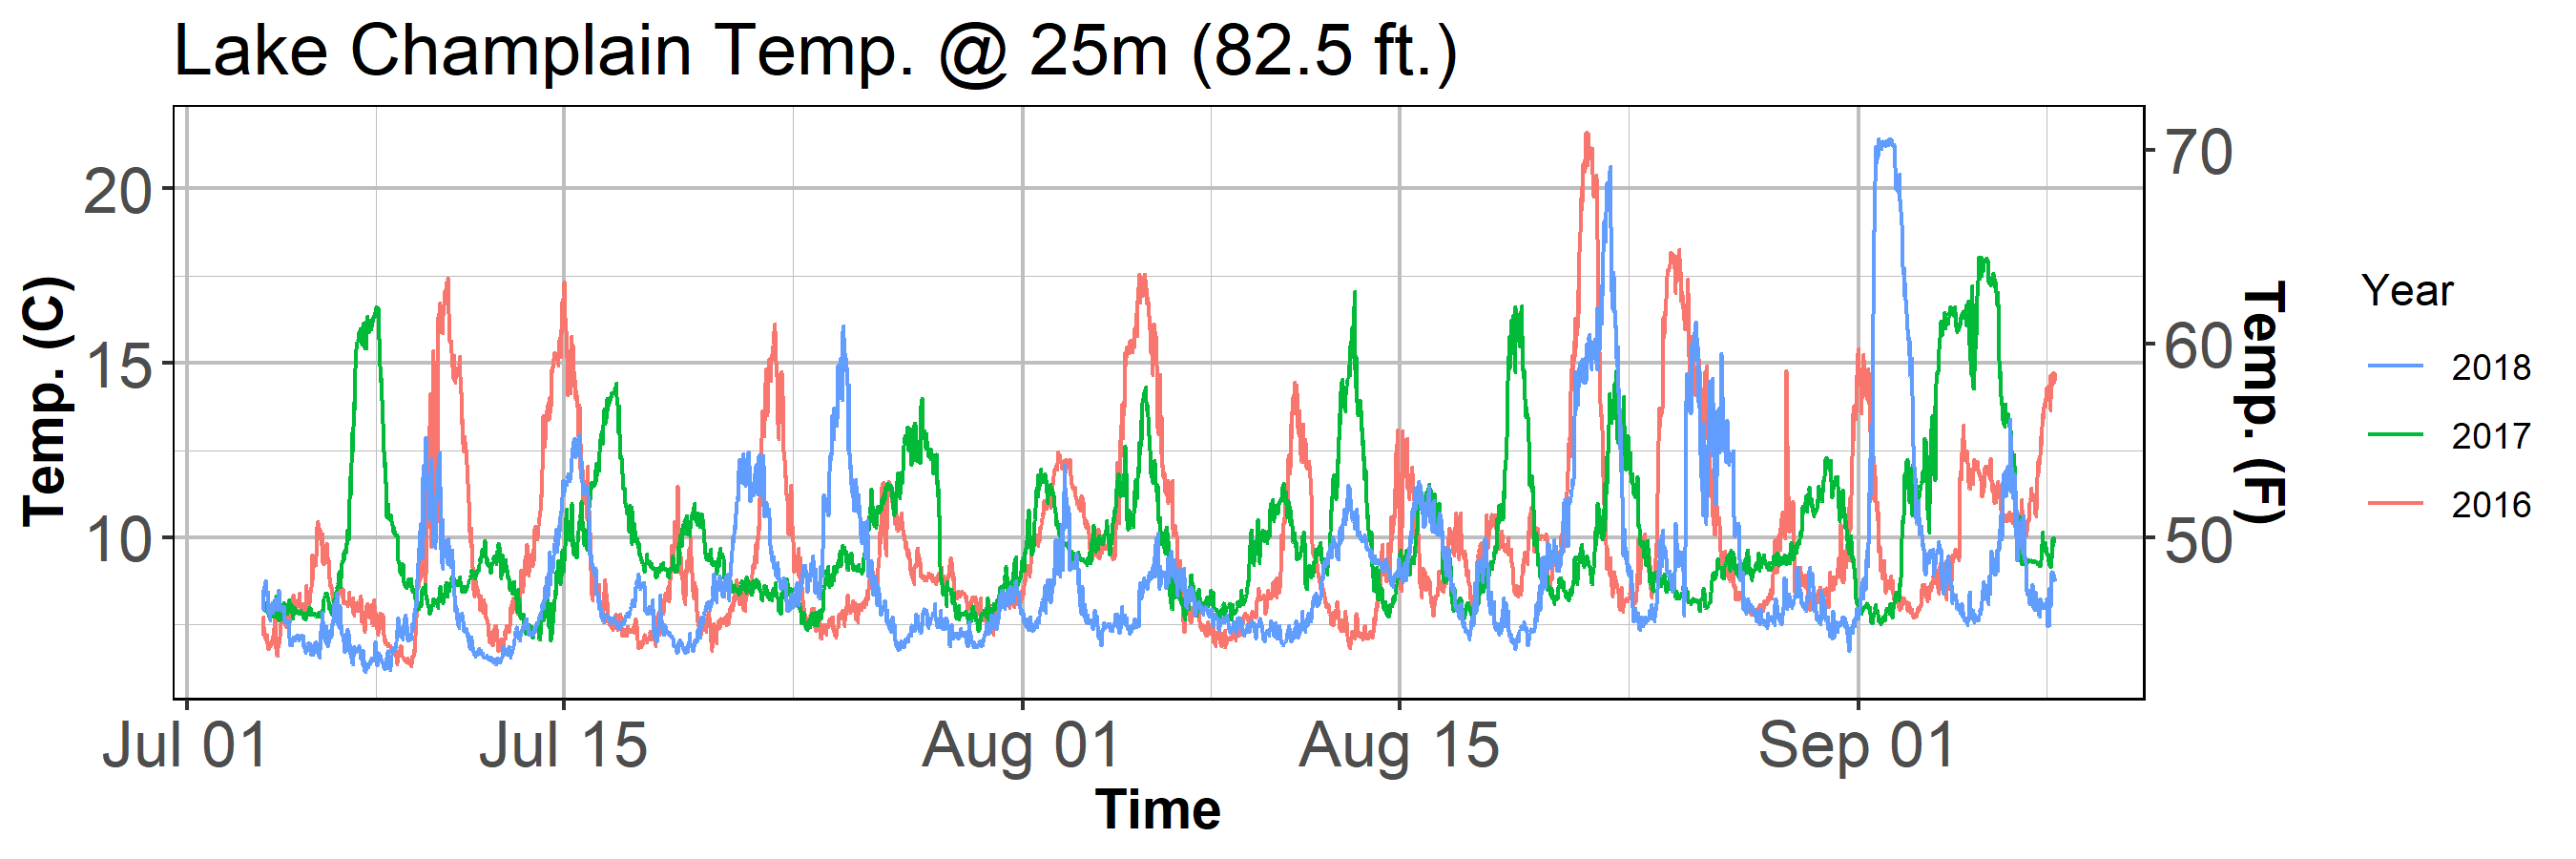 Lake Champlain Temp. @ 25m (82.5 ft.)
Temp. (C)
20
15
10
70
60
50
Temp. (F)
Jul 01
Jul 15
Aug 01
Aug 15
Sep 01
Time
Year
2018
2017
2016